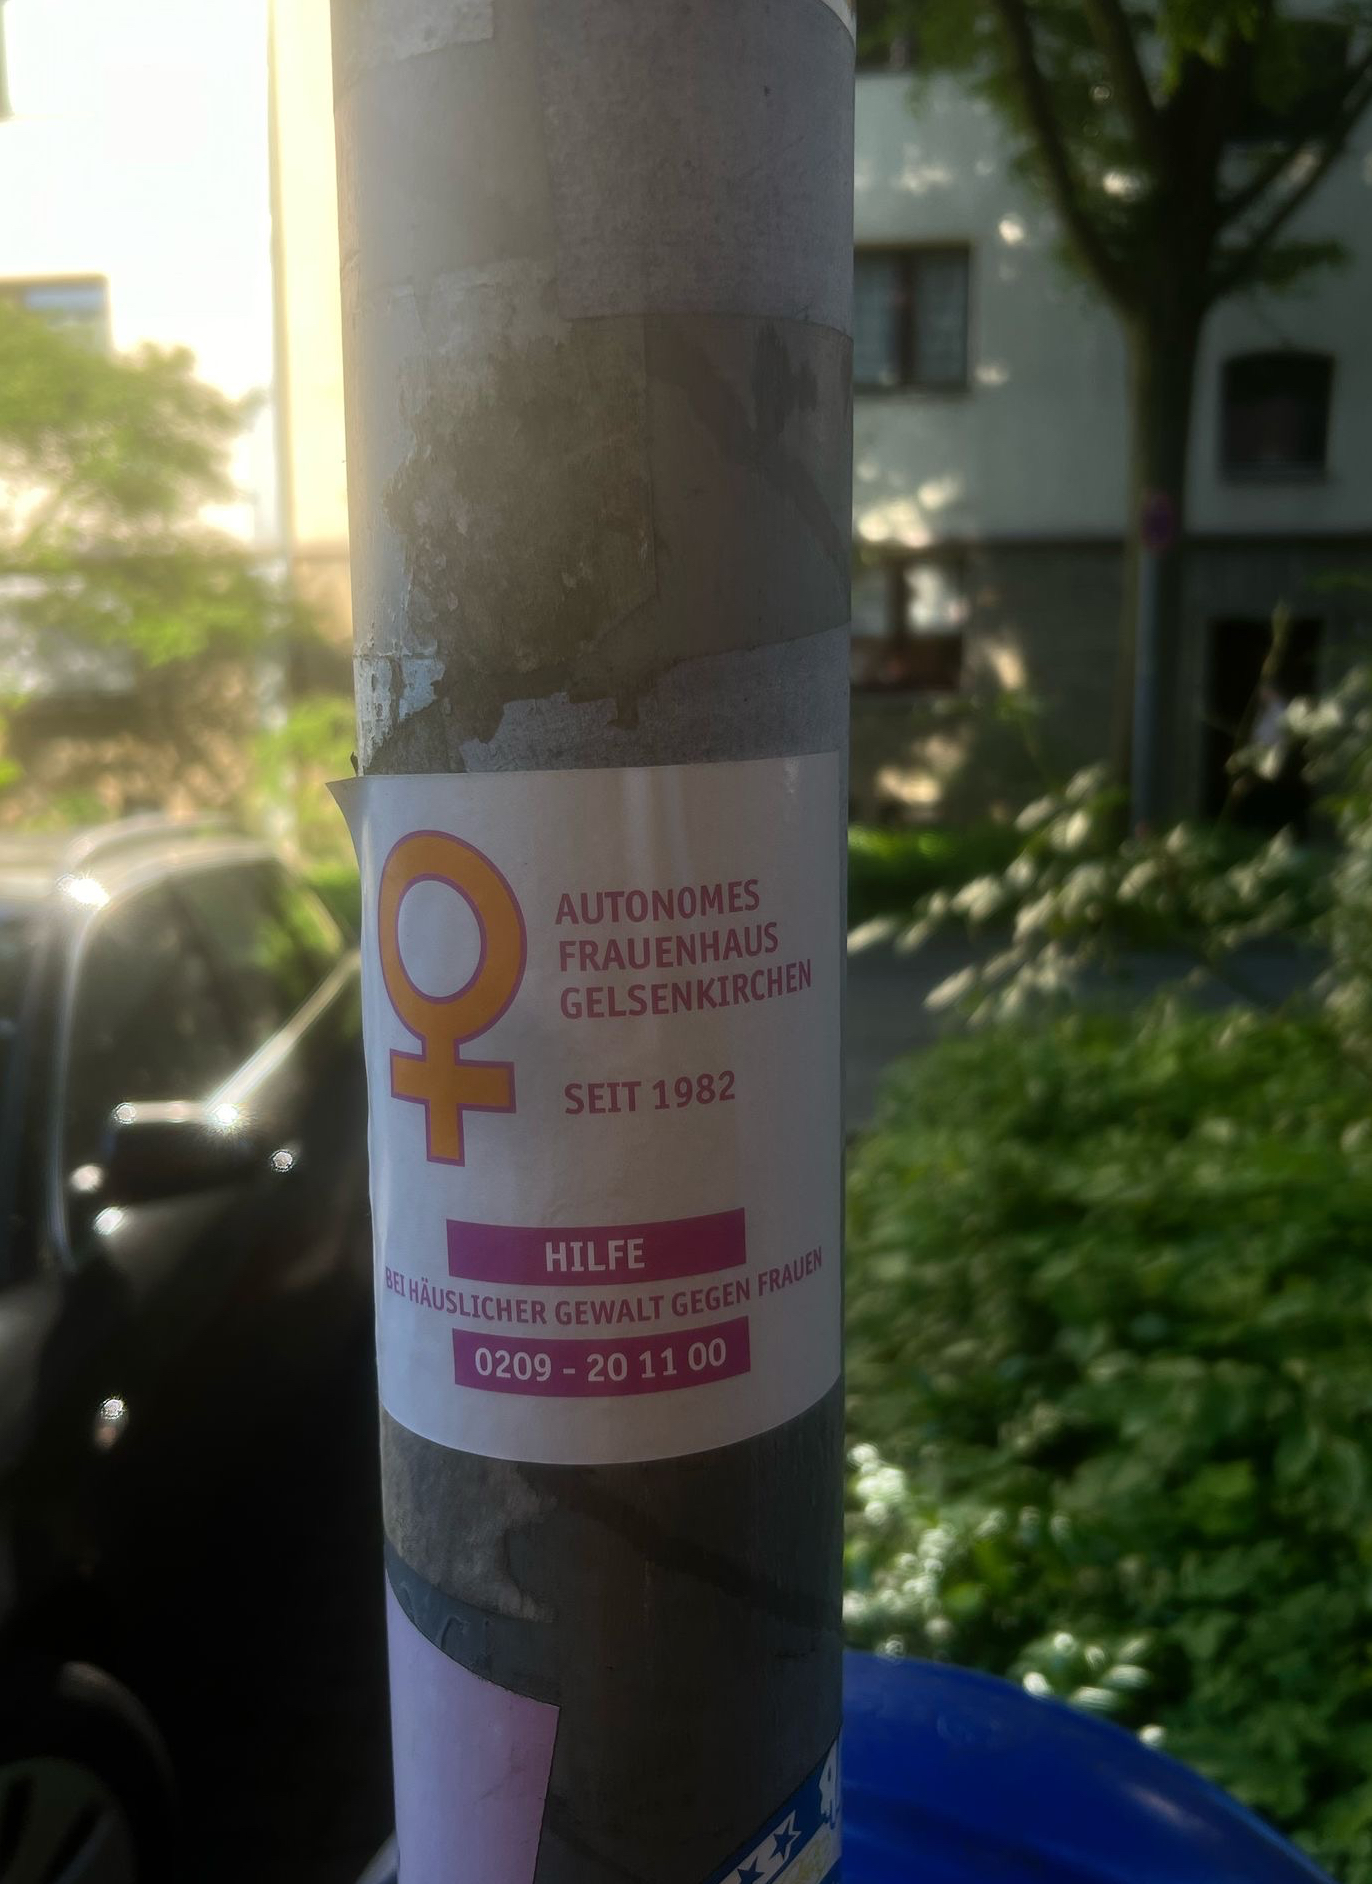 AUTONOMES
FRAUENHAUS
GELSENKIRCHEN
SEIT 1982
HILFE
BEI HÄUSLICHER GEWALT GEGEN FRAUEN
0209 - 20 11 00